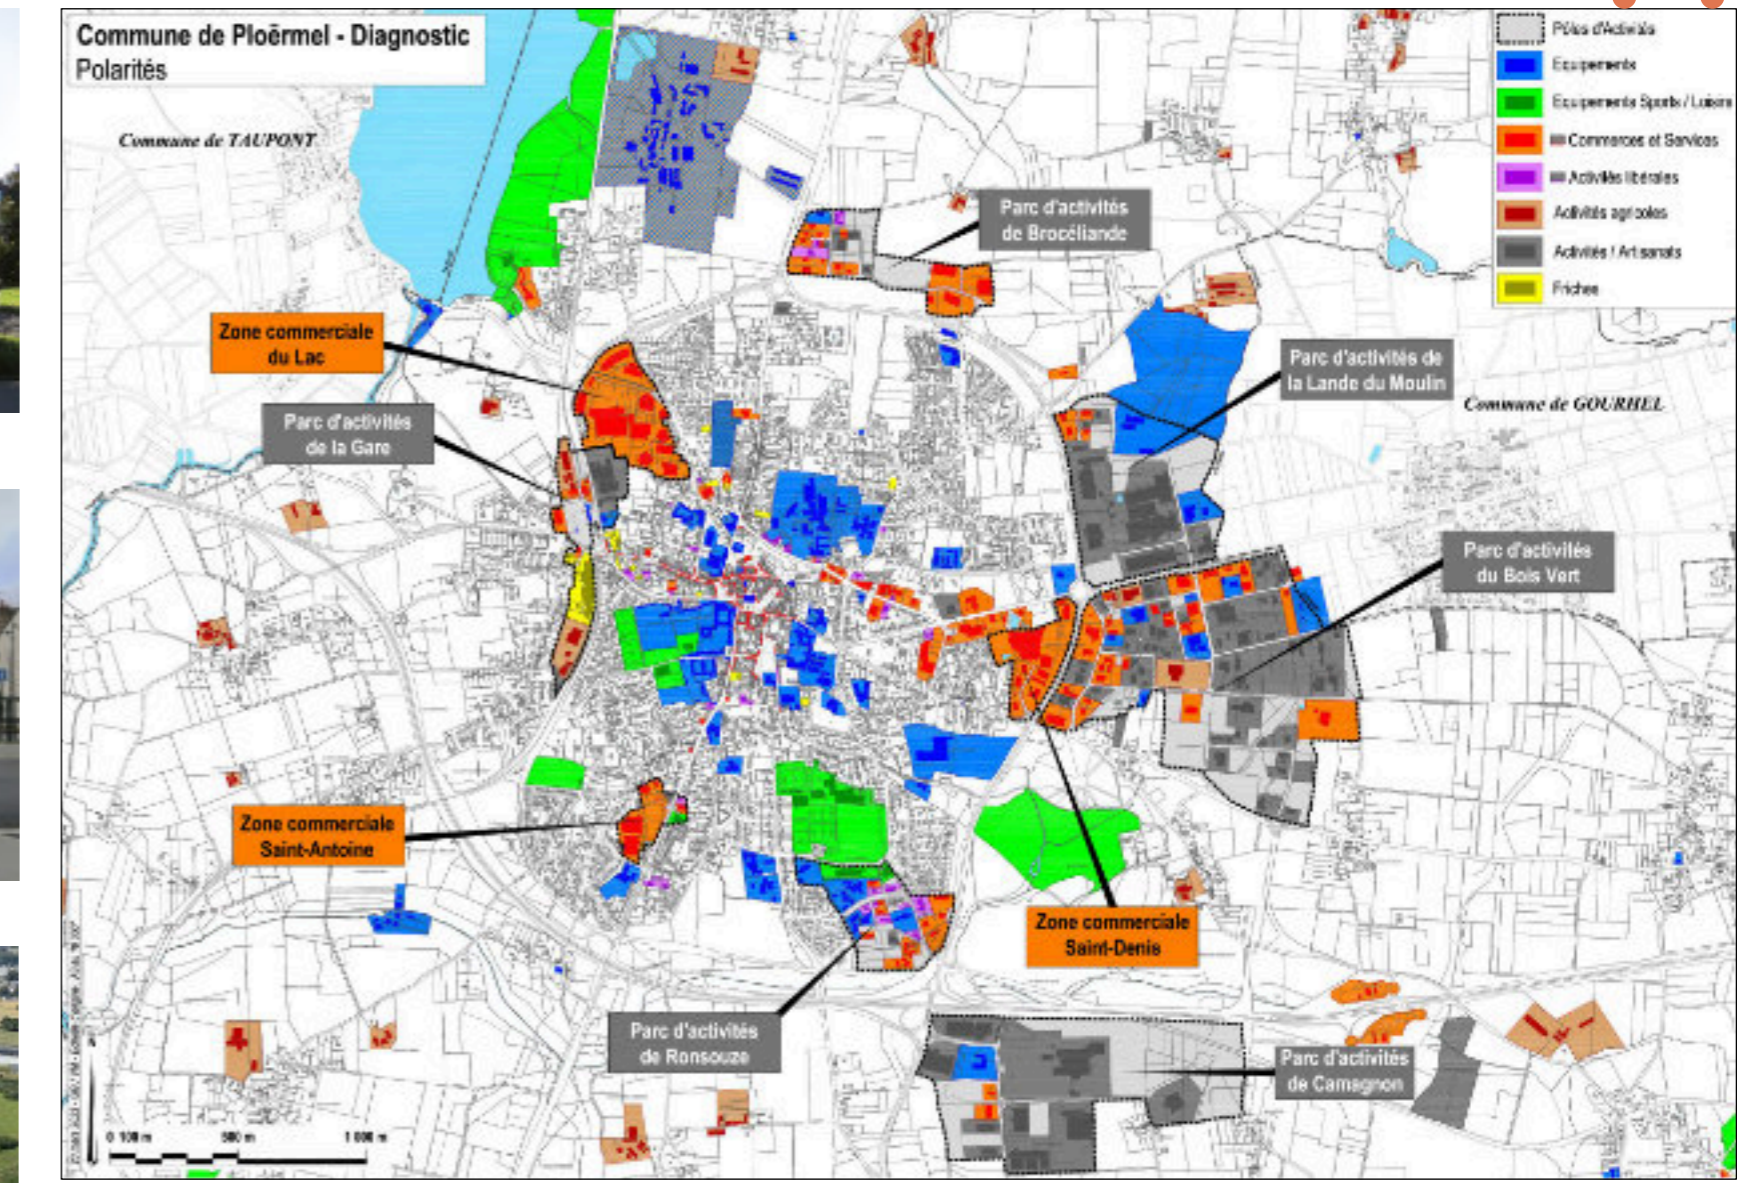 Commune de Ploërmel - Diagnostic
Polarités
Commune de TAUPONT
Pôles d'Activités
Equipements
Equipements Sports / Loisirs
Commerces et Services
Activités libérales
Activités agricoles
Activités / Artisanats
Friches
Parc d'activités
de Brocéliande
Zone commerciale
du Lac
Parc d'activités de
la Lande du Moulin
Commune de GOURHEL
Parc d'activités
de la Gare
Parc d'activités
du Bois Vert
Zone commerciale
Saint-Antoine
Zone commerciale
Saint-Denis
Parc d'activités
de Ronsouze
Parc d'activités
de Camagnon
0 100 m 500 m 1 000 m